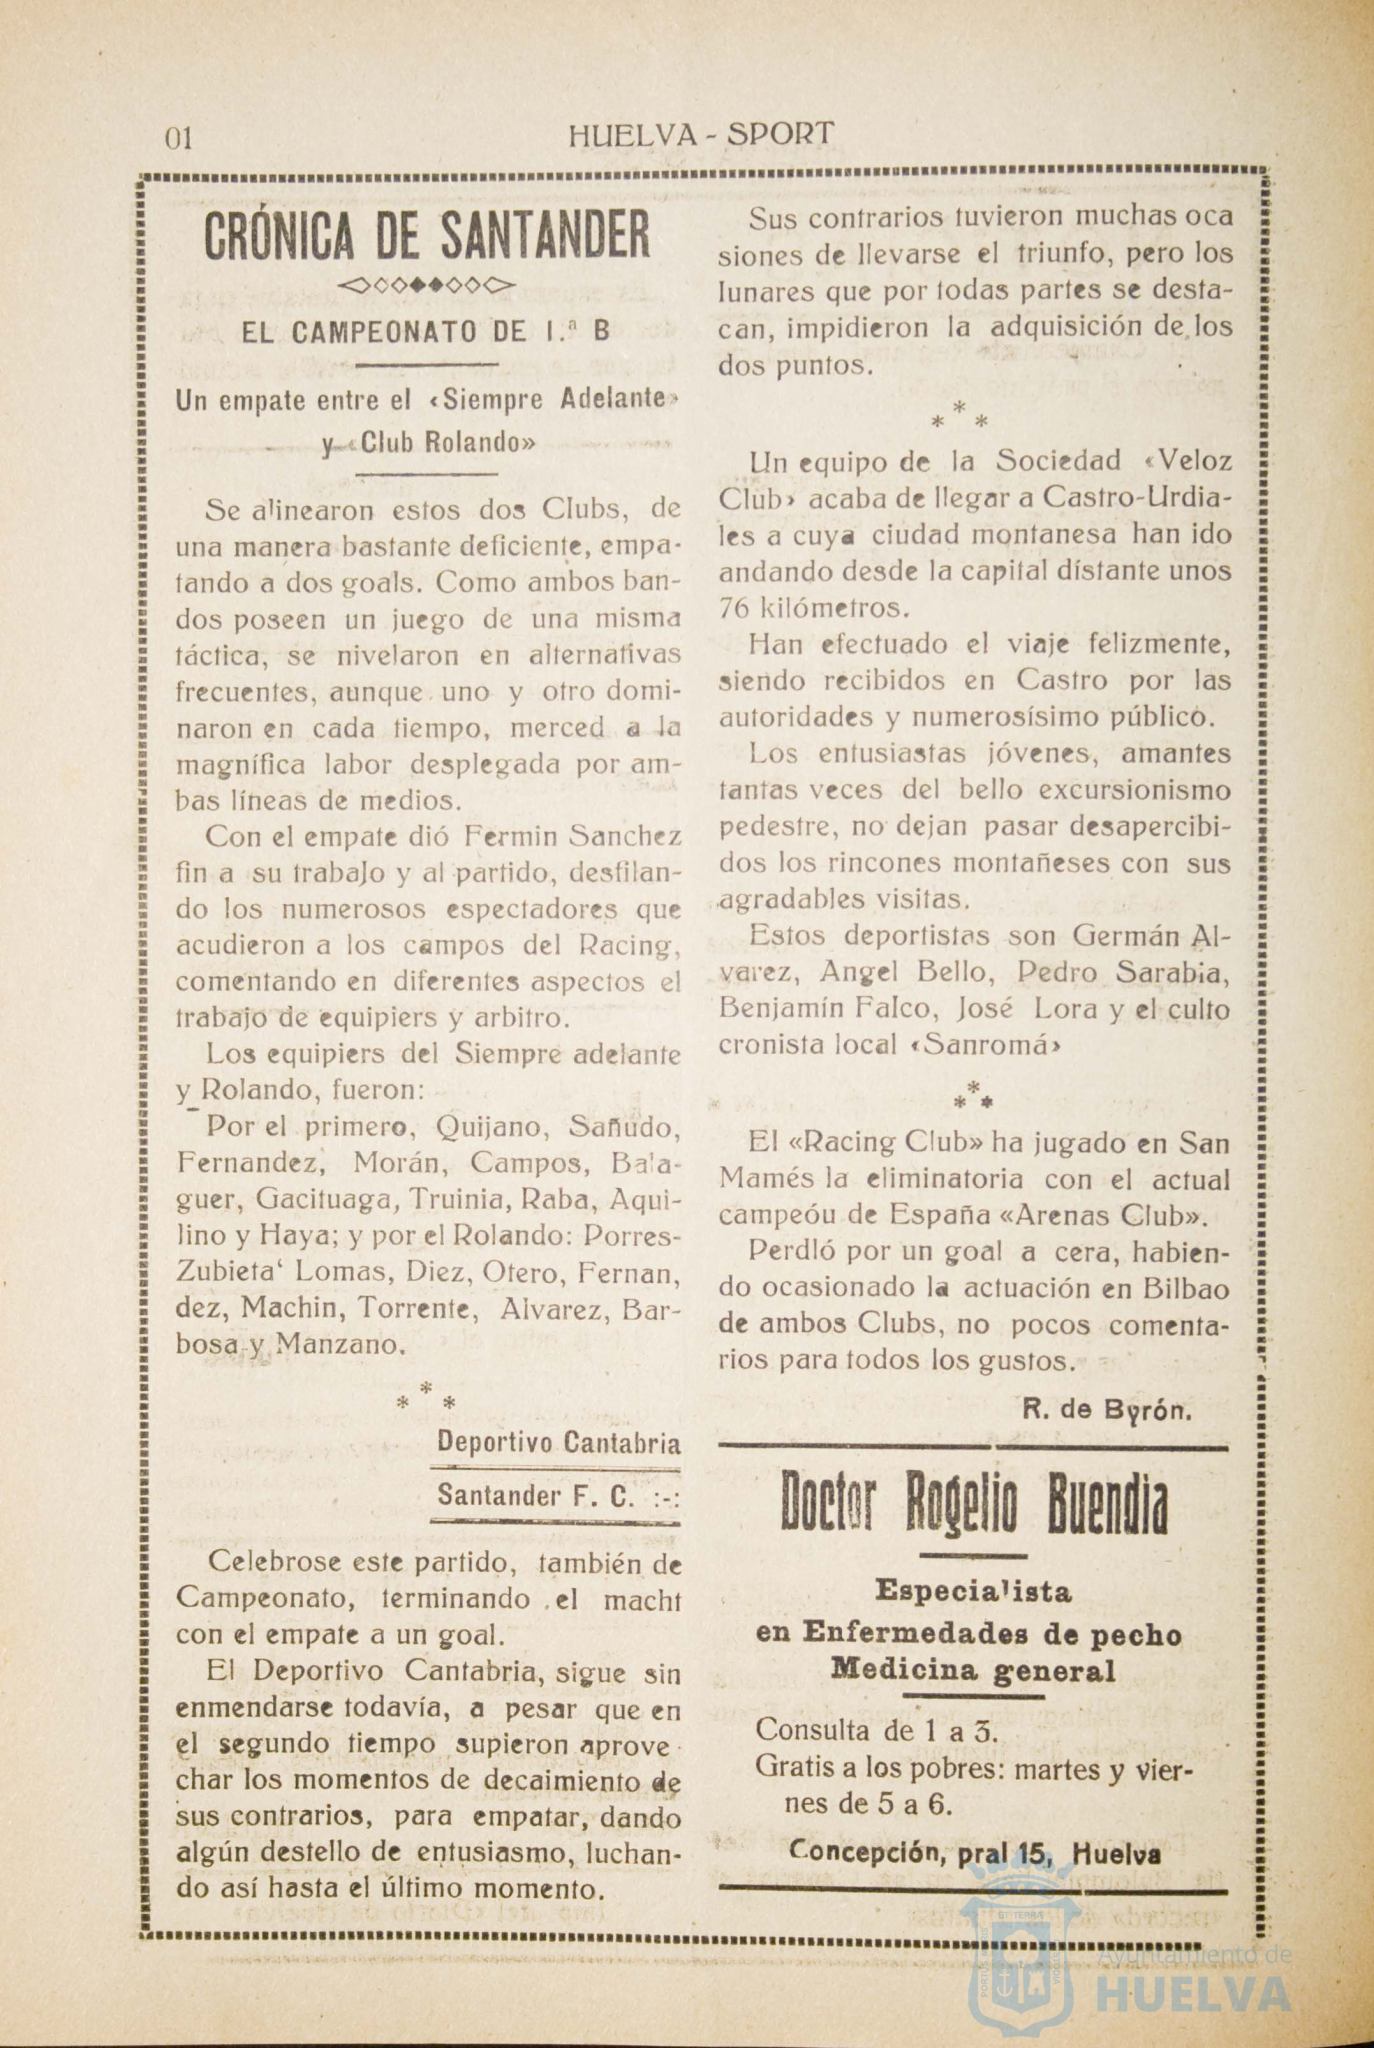 01
HUELVA - SPORT
CRÓNICA DE SANTANDER
EL CAMPEONATO DE I.ª B
Un empate entre el «Siempre Adelante»
y «Club Rolando»
Se alinearon estos dos Clubs, de
una manera bastante deficiente, empa-
tando a dos goals. Como ambos ban-
dos poseen un juego de una misma
táctica, se nivelaron en alternativas
frecuentes, aunque uno y otro domi-
naron en cada tiempo, merced a la
magnífica labor desplegada por am-
bas líneas de medios.
Con el empate dió Fermin Sanchez
fin a su trabajo y al partido, desfilan-
do los numerosos espectadores que
acudieron a los campos del Racing,
comentando en diferentes aspectos el
trabajo de equipiers y arbitro.
Los equipiers del Siempre adelante
y Rolando, fueron:
Por el primero, Quijano, Sañudo,
Fernandez, Morán, Campos, Bala-
guer, Gacituaga, Truinia, Raba, Aqui-
lino y Haya; y por el Rolando: Porres-
Zubieta‘ Lomas, Diez, Otero, Fernan,
dez, Machin, Torrente, Alvarez, Bar-
bosa y Manzano.
* * *
Deportivo Cantabria
Santander F. C. :-:
Celebrose este partido, también de
Campeonato, terminando el macht
con el empate a un goal.
El Deportivo Cantabria, sigue sin
enmendarse todavía, a pesar que en
el segundo tiempo supieron aprove-
char los momentos de decaimiento de
sus contrarios, para empatar, dando
algún destello de entusiasmo, luchan-
do así hasta el último momento.
Sus contrarios tuvieron muchas oca
siones de llevarse el triunfo, pero los
lunares que por todas partes se desta-
can, impidieron la adquisición de los
dos puntos.
* * *
Un equipo de la Sociedad «Veloz
Club» acaba de llegar a Castro-Urdia-
les a cuya ciudad montanesa han ido
andando desde la capital dístante unos
76 kilómetros.
Han efectuado el viaje felizmente,
siendo recibidos en Castro por las
autoridades y numerosísimo público.
Los entusiastas jóvenes, amantes
tantas veces del bello excursionismo
pedestre, no dejan pasar desapercibi-
dos los rincones montañeses con sus
agradables visitas.
Estos deportistas son Germán Al-
varez, Angel Bello, Pedro Sarabia,
Benjamín Falco, José Lora y el culto
cronista local «Sanromá»
* * *
El «Racing Club» ha jugado en San
Mamés la eliminatoria con el actual
campeóu de España «Arenas Club».
Perdló por un goal a cera, habien-
do ocasionado la actuación en Bilbao
de ambos Clubs, no pocos comenta-
rios para todos los gustos.
R. de Byrón.
Doctor Rogelio Buendia
Especialista
en Enfermedades de pecho
Medicina general
Consulta de 1 a 3.
Gratis a los pobres: martes y vier-
nes de 5 a 6.
Concepción, pral 15, Huelva
Ayuntamiento de
HUELVA